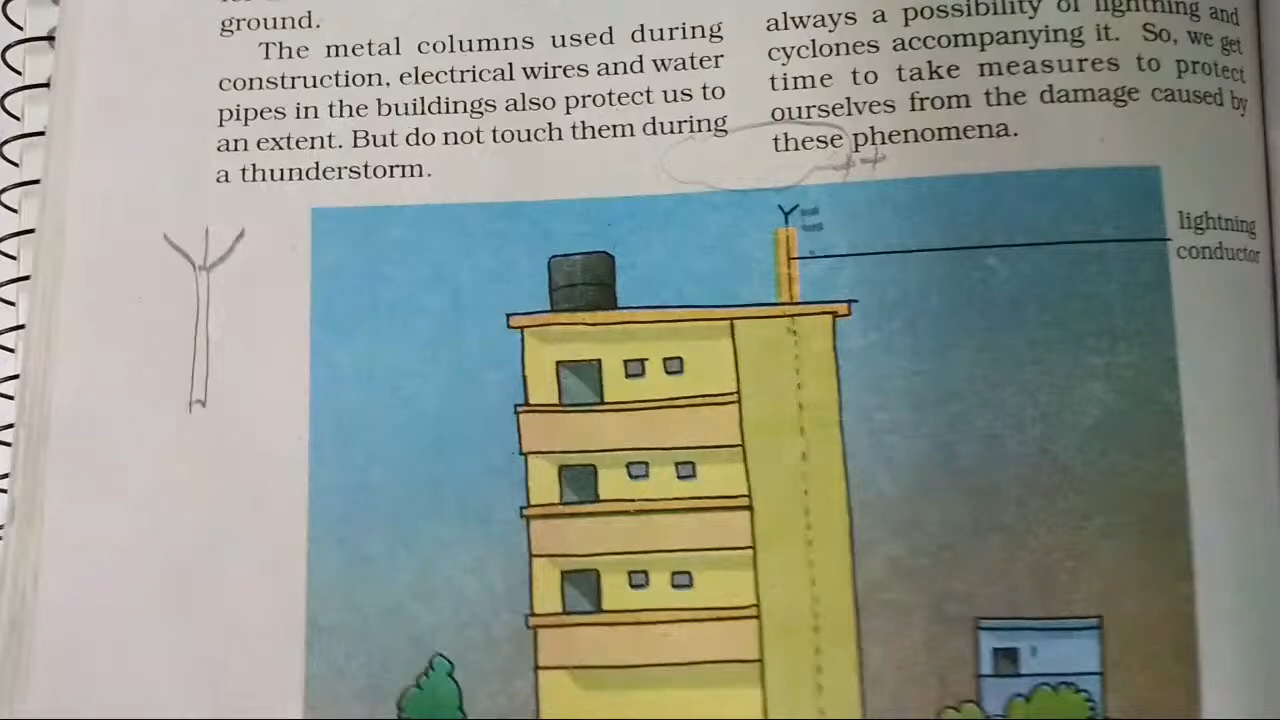 ground.
The metal columns used during
construction, electrical wires and water
pipes in the buildings also protect us to
an extent. But do not touch them during
a thunderstorm.
always a possibility of lightning and
cyclones accompanying it. So, we get
time to take measures to protect
ourselves from the damage caused by
these phenomena.
lightning
conductor